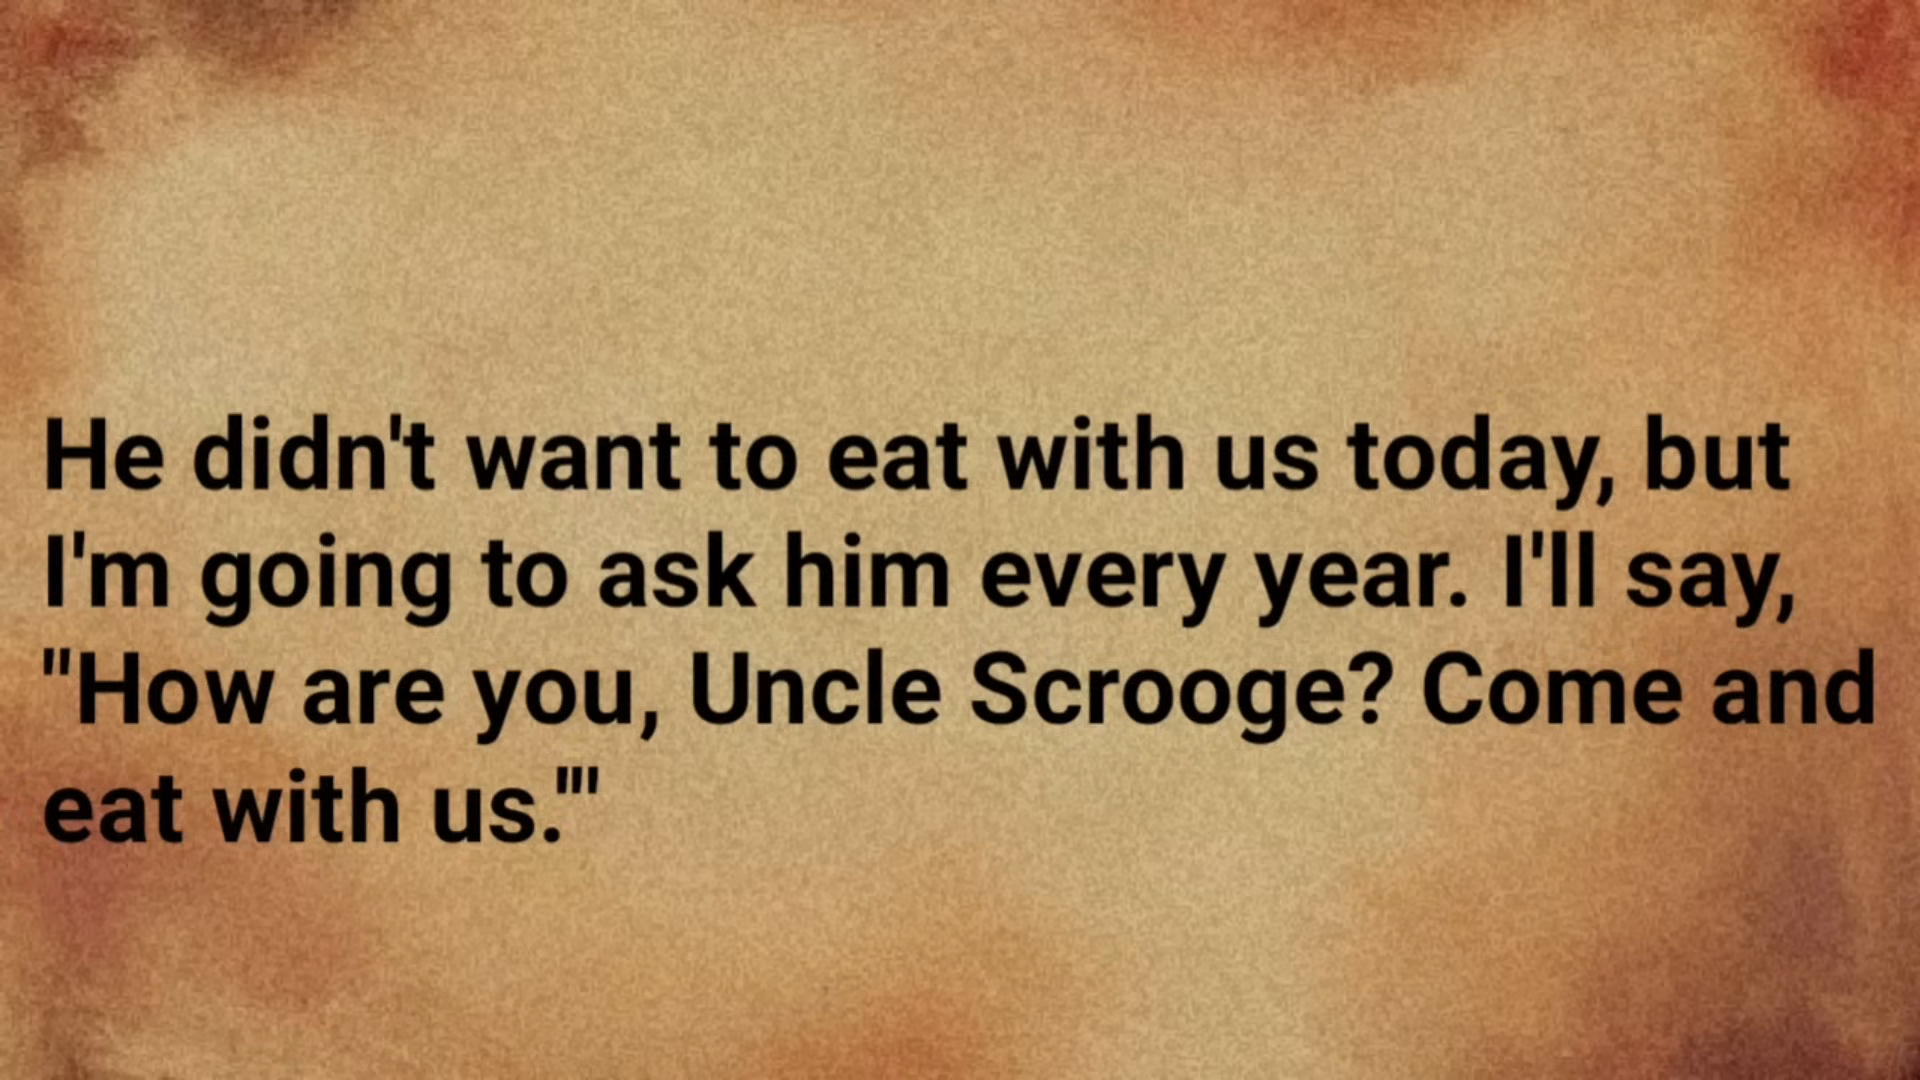 He didn't want to eat with us today, but
I'm going to ask him every year. I'll say,
"How are you, Uncle Scrooge? Come and
eat with us."'